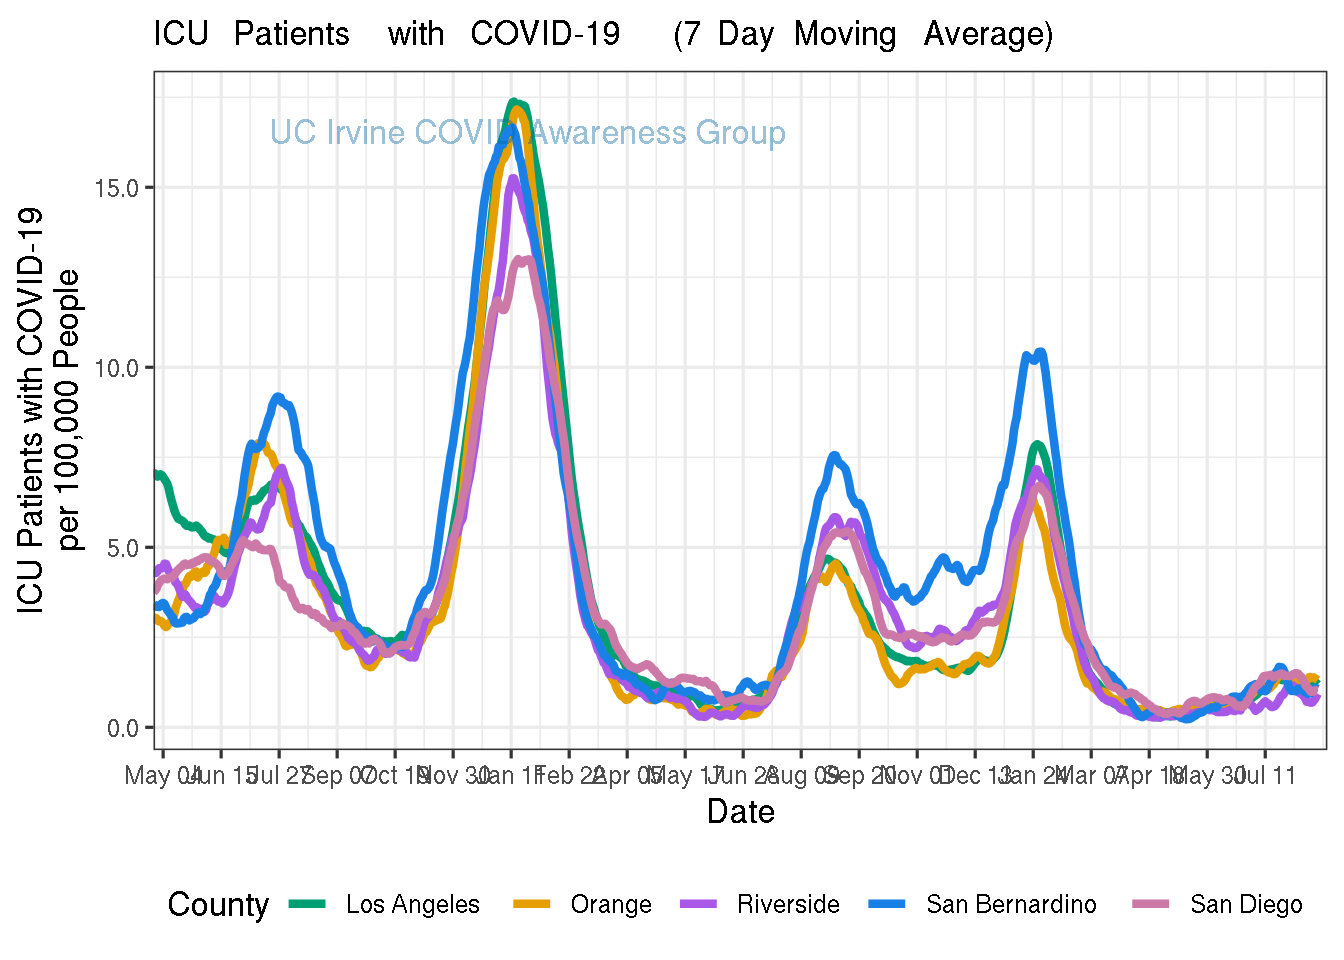 ICU Patients with COVID-19 (7 Day Moving Average)
UC Irvine COVID Awareness Group
ICU Patients with COVID-19
per 100,000 People
15.0
10.0
5.0
0.0
May 04 Jun 15 Jul 27 Sep 07 Oct 19 Nov 30 Jan 11 Feb 22 Apr 05 May 17 Jun 28 Aug 09 Sep 20 Nov 01 Dec 13 Jan 24 Mar 07 Apr 18 May 30 Jul 11
Date
County Los Angeles Orange Riverside San Bernardino San Diego